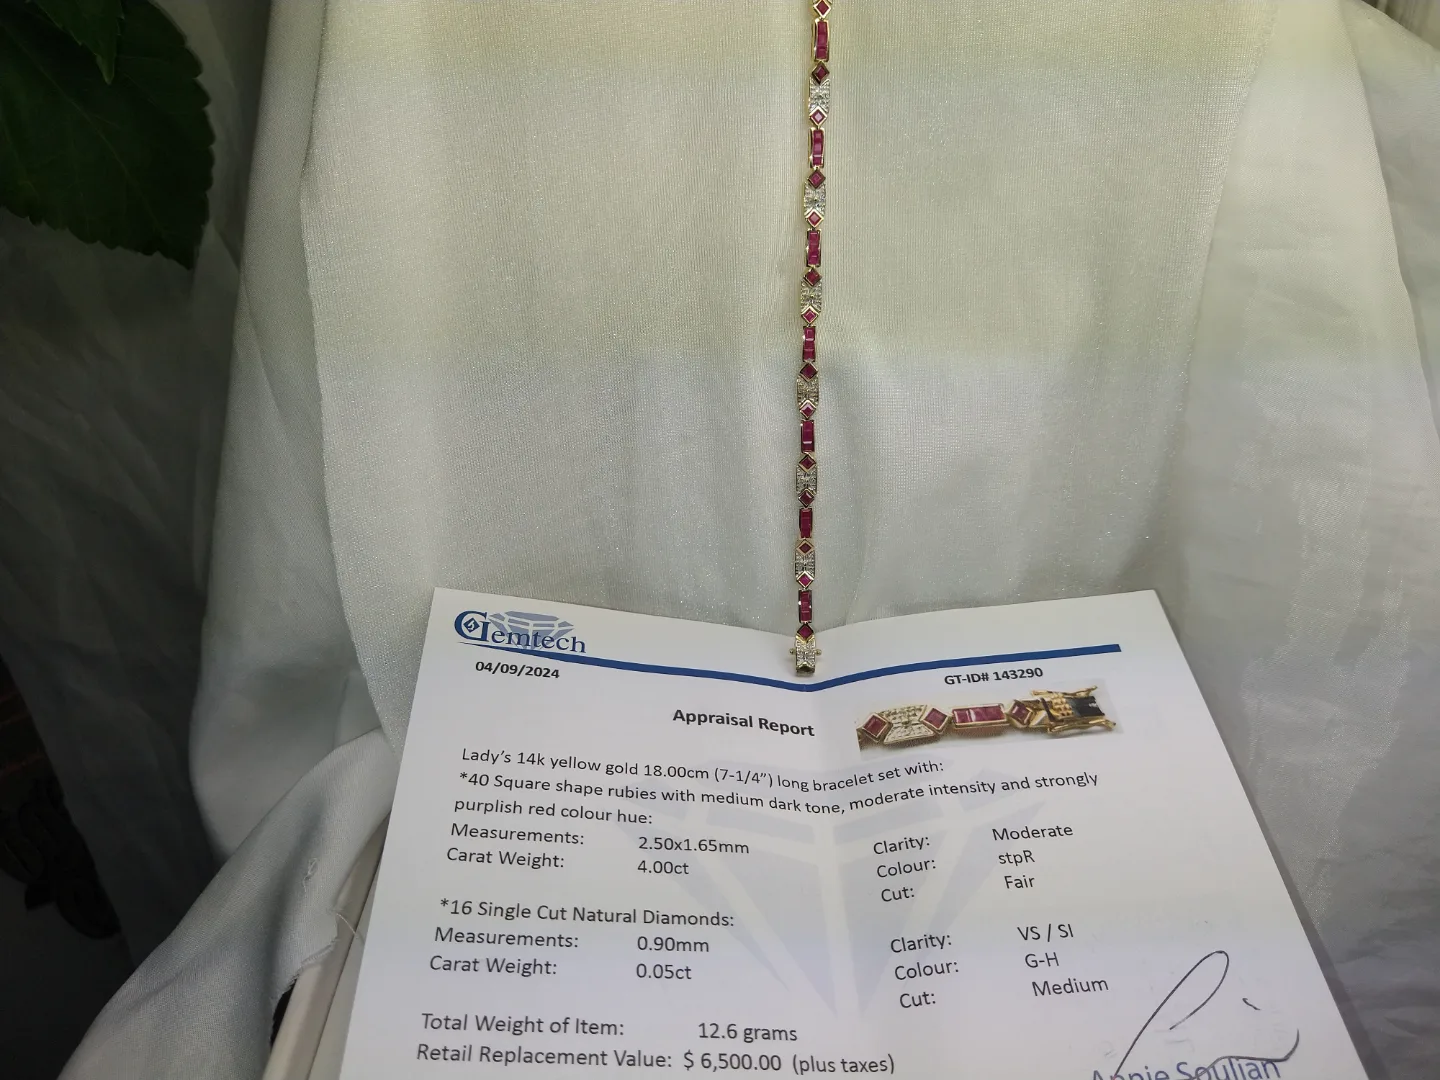 Gemtech
04/09/2024
GT-ID# 143290
Appraisal Report
Lady's 14k yellow gold 18.00cm (7-1/4") long bracelet set with:
*40 Square shape rubies with medium dark tone, moderate intensity and strongly
purplish red colour hue:
Measurements: 2.50x1.65mm
Carat Weight: 4.00ct
Clarity: Moderate
Colour: stpR
Cut: Fair
*16 Single Cut Natural Diamonds:
Measurements: 0.90mm
Carat Weight: 0.05ct
Clarity: VS / SI
Colour: G-H
Cut: Medium
Total Weight of Item: 12.6 grams
Retail Replacement Value: $ 6,500.00 (plus taxes)
Annie Soulian